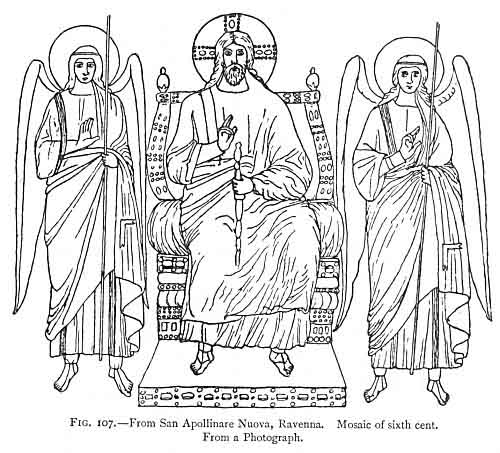 FIG. 107.—From San Apollinare Nuova, Ravenna. Mosaic of sixth cent.
From a Photograph.